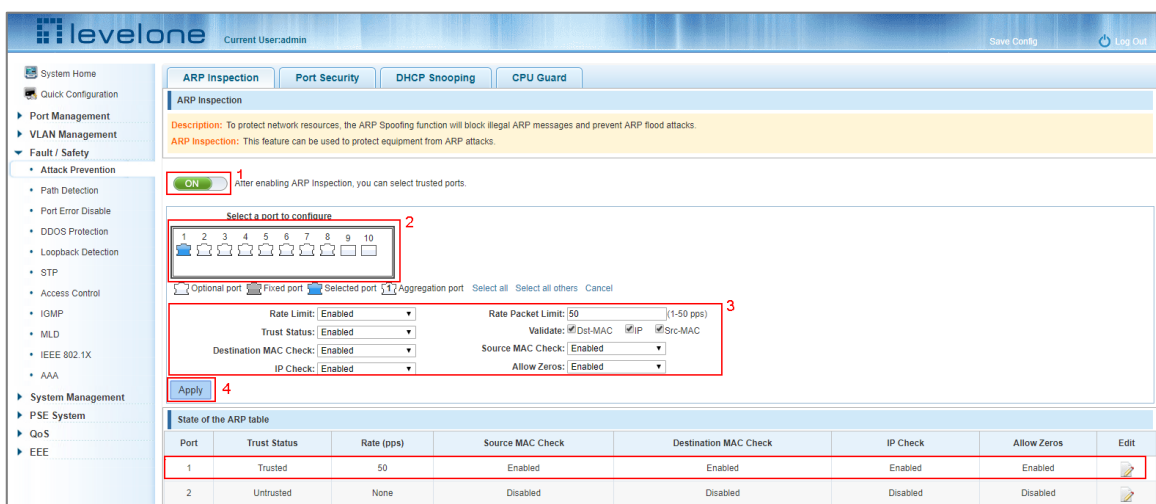 levelone Current User:admin Save Config Log Out
System Home
Quick Configuration
Port Management
VLAN Management
Fault / Safety
Attack Prevention
Path Detection
Port Error Disable
DDOS Protection
Loopback Detection
STP
Access Control
IGMP
MLD
IEEE 802.1X
AAA
System Management
PSE System
QoS
EEE
ARP Inspection Port Security DHCP Snooping CPU Guard
ARP Inspection
Description: To protect network resources, the ARP Spoofing function will block illegal ARP messages and prevent ARP flood attacks.
ARP Inspection: This feature can be used to protect equipment from ARP attacks.
1
ON After enabling ARP Inspection, you can select trusted ports.
Select a port to configure
2
1 2 3 4 5 6 7 8 9 10
Optional port Fixed port Selected port 1 Aggregation port Select all Select all others Cancel
3
Rate Limit: Enabled Rate Packet Limit: 50 (1-50 pps)
Trust Status: Enabled Validate: Dst-MAC IP Src-MAC
Destination MAC Check: Enabled Source MAC Check: Enabled
IP Check: Enabled Allow Zeros: Enabled
Apply 4
State of the ARP table
Port Trust Status Rate (pps) Source MAC Check Destination MAC Check IP Check Allow Zeros Edit
1 Trusted 50 Enabled Enabled Enabled Enabled
2 Untrusted None Disabled Disabled Disabled Disabled